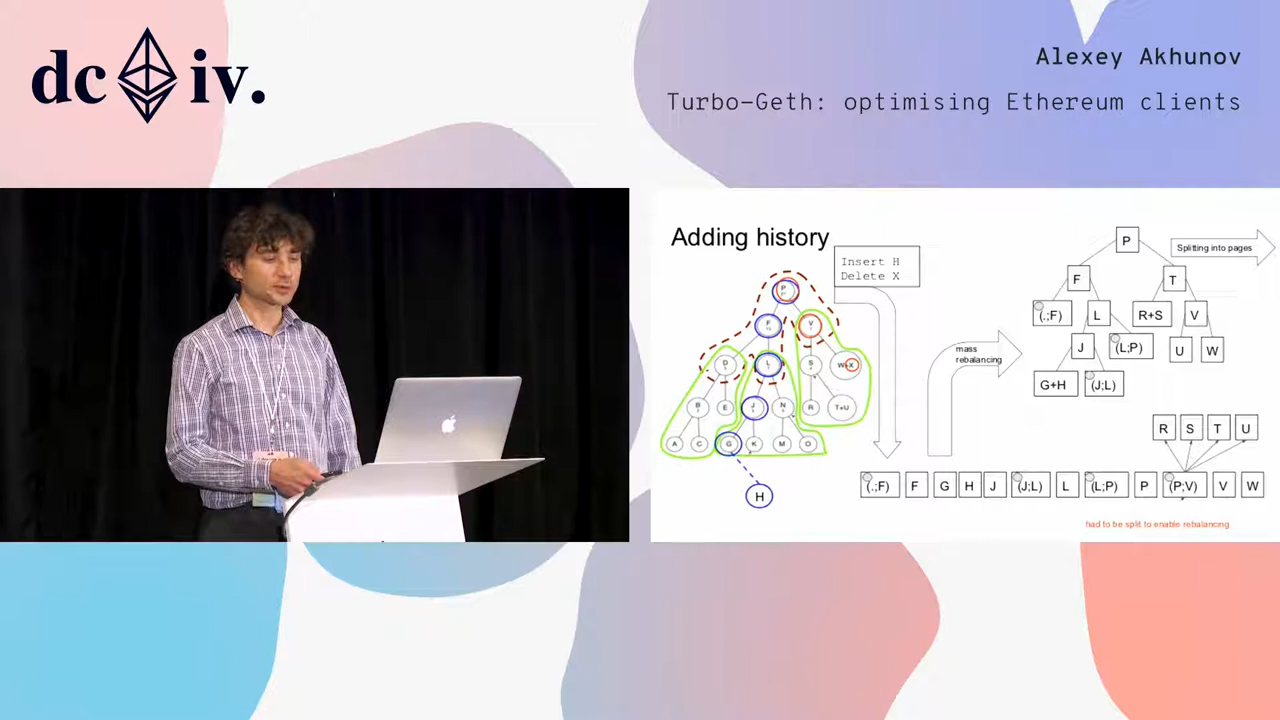 dc iv.
Alexey Akhunov
Turbo-Geth: optimising Ethereum clients
Adding history
Insert H
Delete X
P
F
V
D
L
S
W+X
B
E
J
N
R
T+U
A
C
G
K
M
O
H
mass
rebalancing
P
Splitting into pages
F
T
(.;F)
L
R+S
V
J
(L;P)
U
W
G+H
(J;L)
R
S
T
U
(.;F)
F
G
H
J
(J;L)
L
(L;P)
P
(P;V)
V
W
had to be split to enable rebalancing